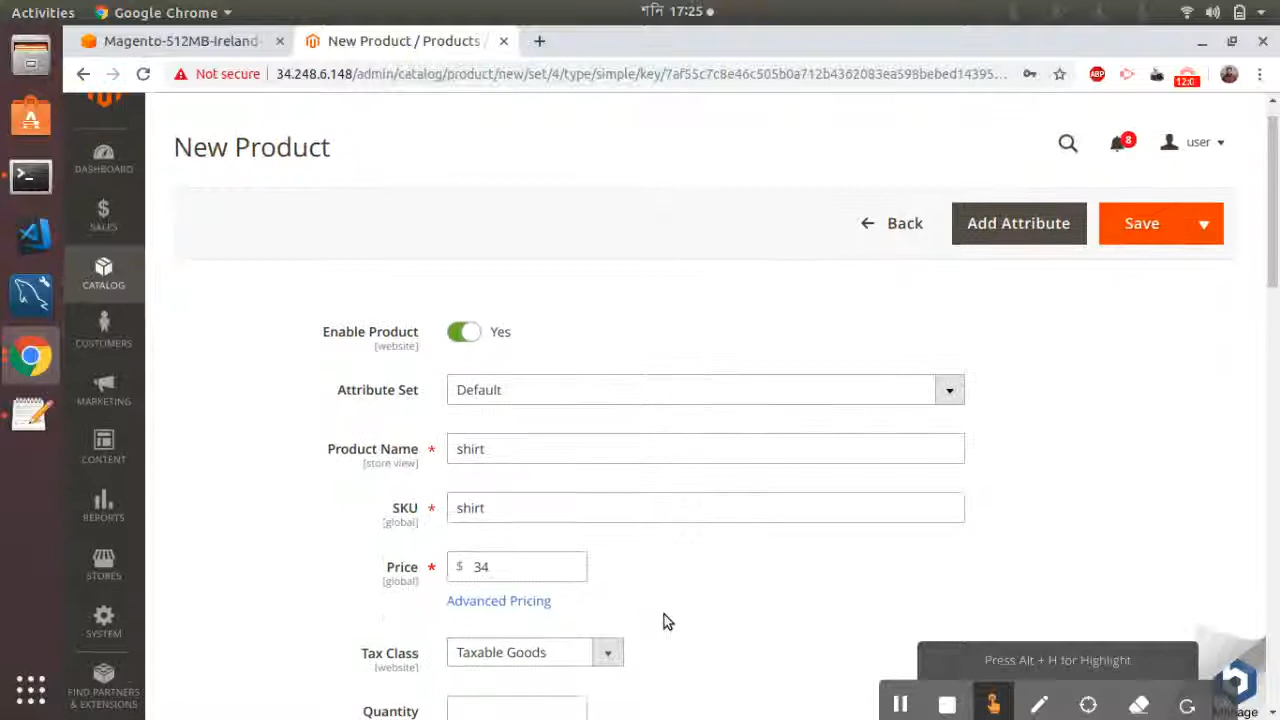 Activities
Google Chrome
শনি 17:25
Magento-512MB-Ireland-
New Product / Products
Not secure
34.248.6.148/admin/catalog/product/new/set/4/type/simple/key/7af55c7c8e46c505b0a712b4362083ea598bebed14395...
ABP
12:0
DASHBOARD
SALES
CATALOG
CUSTOMERS
MARKETING
CONTENT
REPORTS
STORES
SYSTEM
FIND PARTNERS
& EXTENSIONS
New Product
8
user
Back
Add Attribute
Save
Enable Product
[website]
Yes
Attribute Set
Default
Product Name *
[store view]
shirt
SKU *
[global]
shirt
Price *
[global]
$ 34
Advanced Pricing
Tax Class
[website]
Taxable Goods
Quantity
Press Alt + H for Highlight
Manage